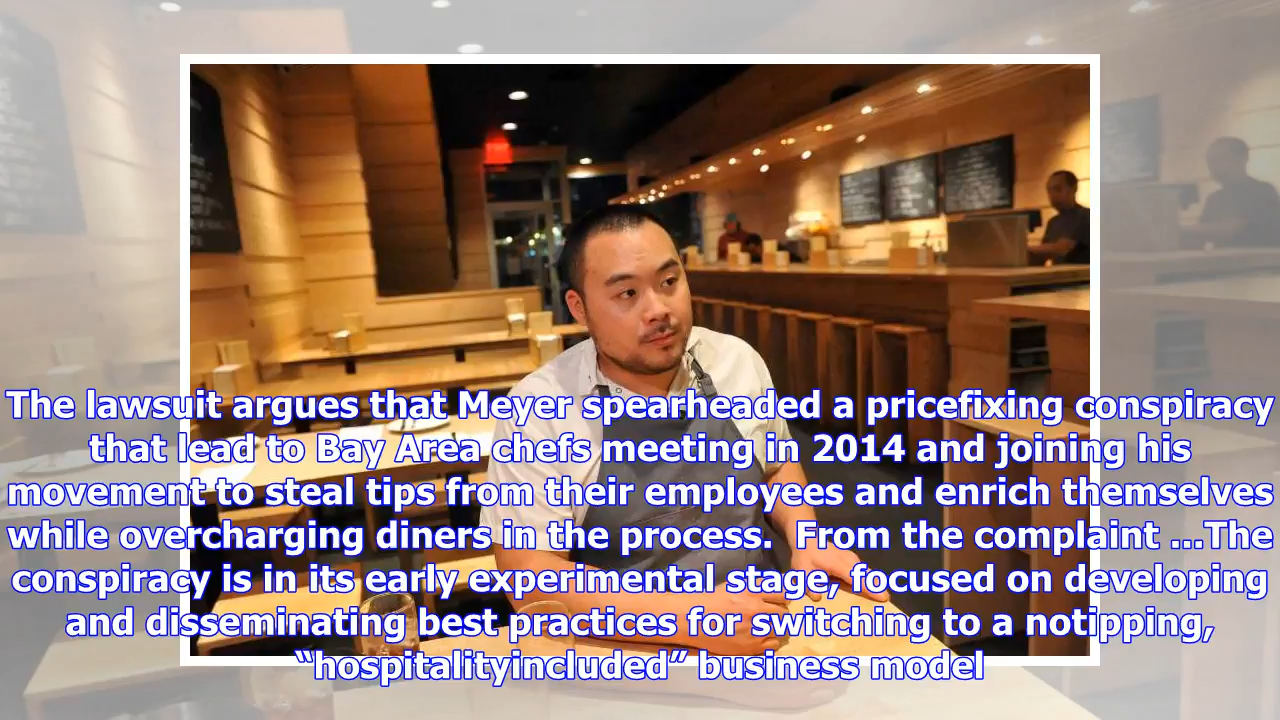 The lawsuit argues that Meyer spearheaded a pricefixing conspiracy
that lead to Bay Area chefs meeting in 2014 and joining his
movement to steal tips from their employees and enrich themselves
while overcharging diners in the process.  From the complaint ...The
conspiracy is in its early experimental stage, focused on developing
and disseminating best practices for switching to a notipping,
“hospitalityincluded” business model